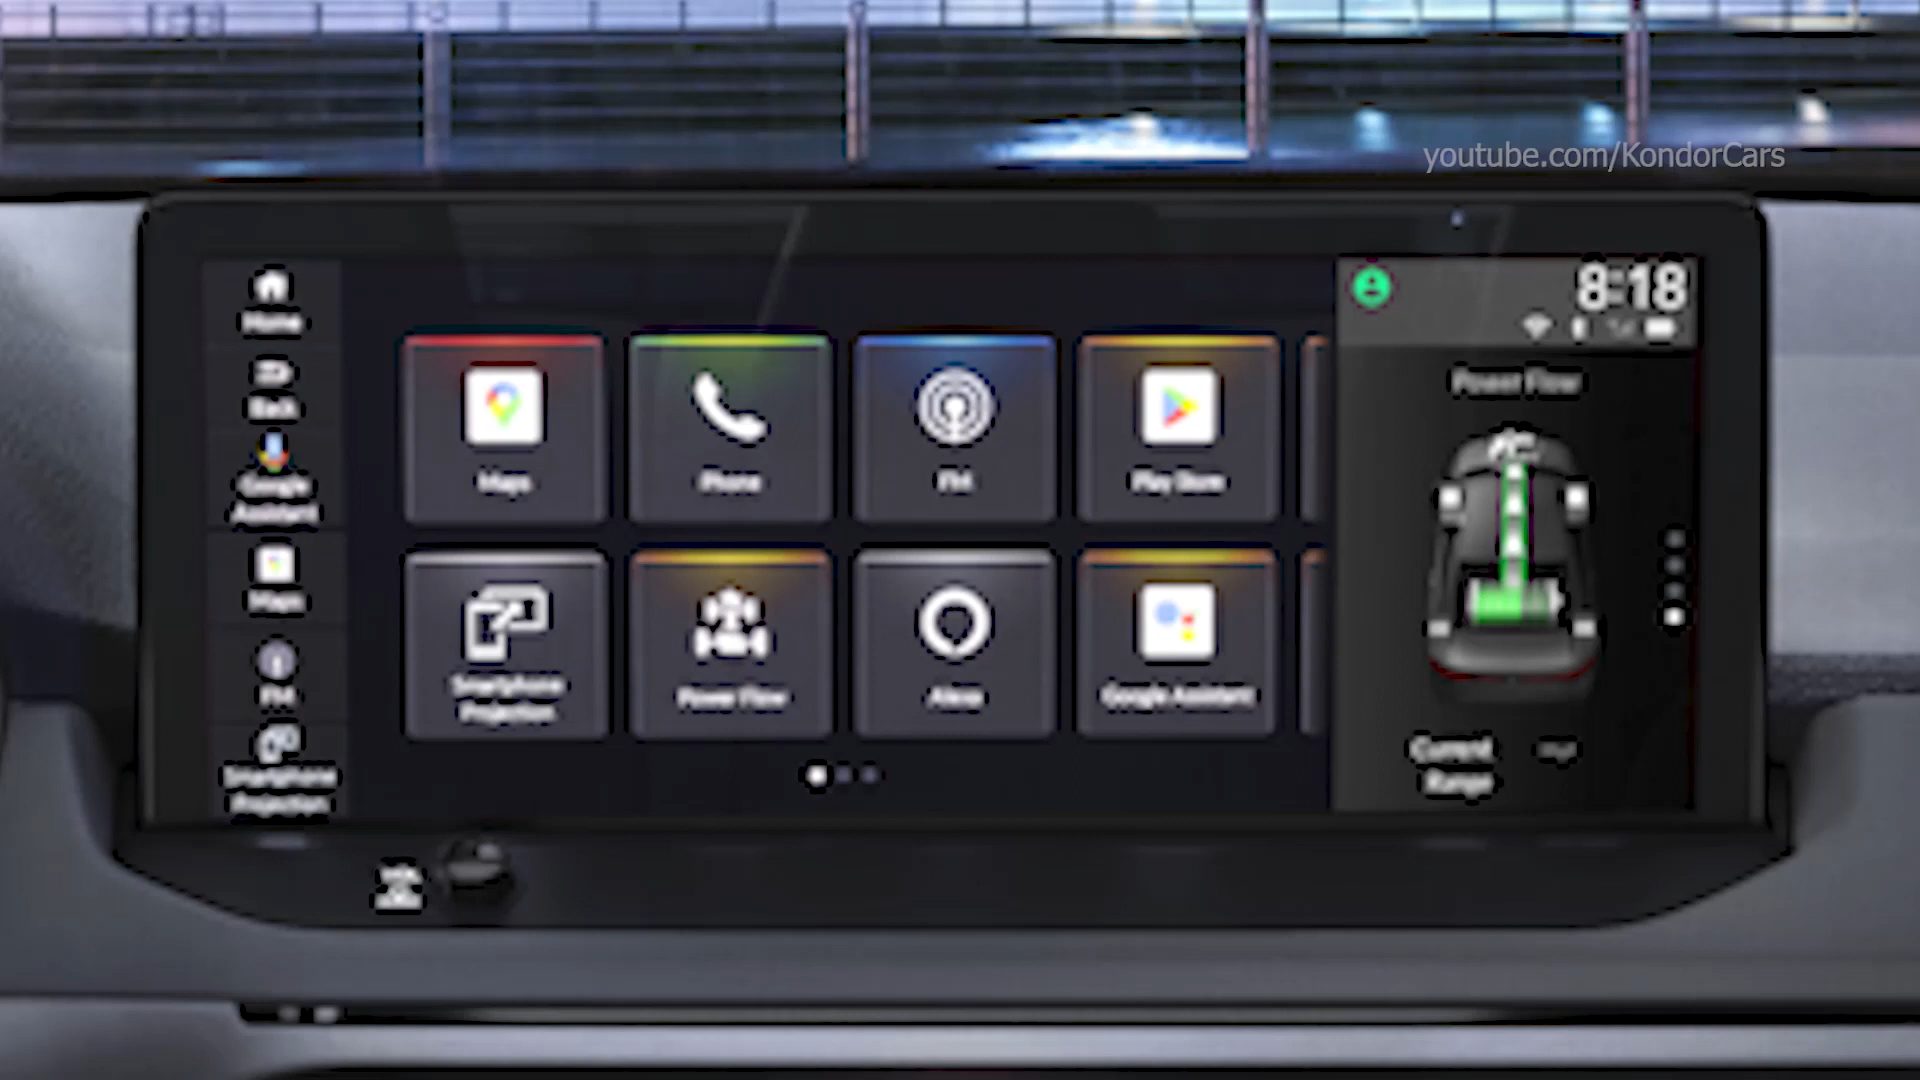 youtube.com/KondorCars
8:18
Home
Back
Google
Assistant
Maps
FM
Smartphone
Projection
Maps
Phone
FM
Play Store
Smartphone
Projection
Power Flow
Alexa
Google Assistant
Power Flow
Current
Range
VOL